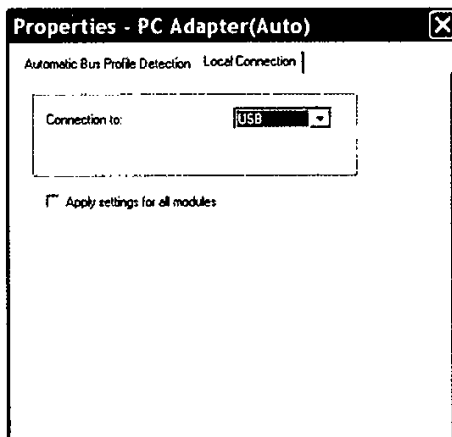 Properties - PC Adapter(Auto)
Automatic Bus Profile Detection Local Connection
Connection to: USB
Apply settings for all modules